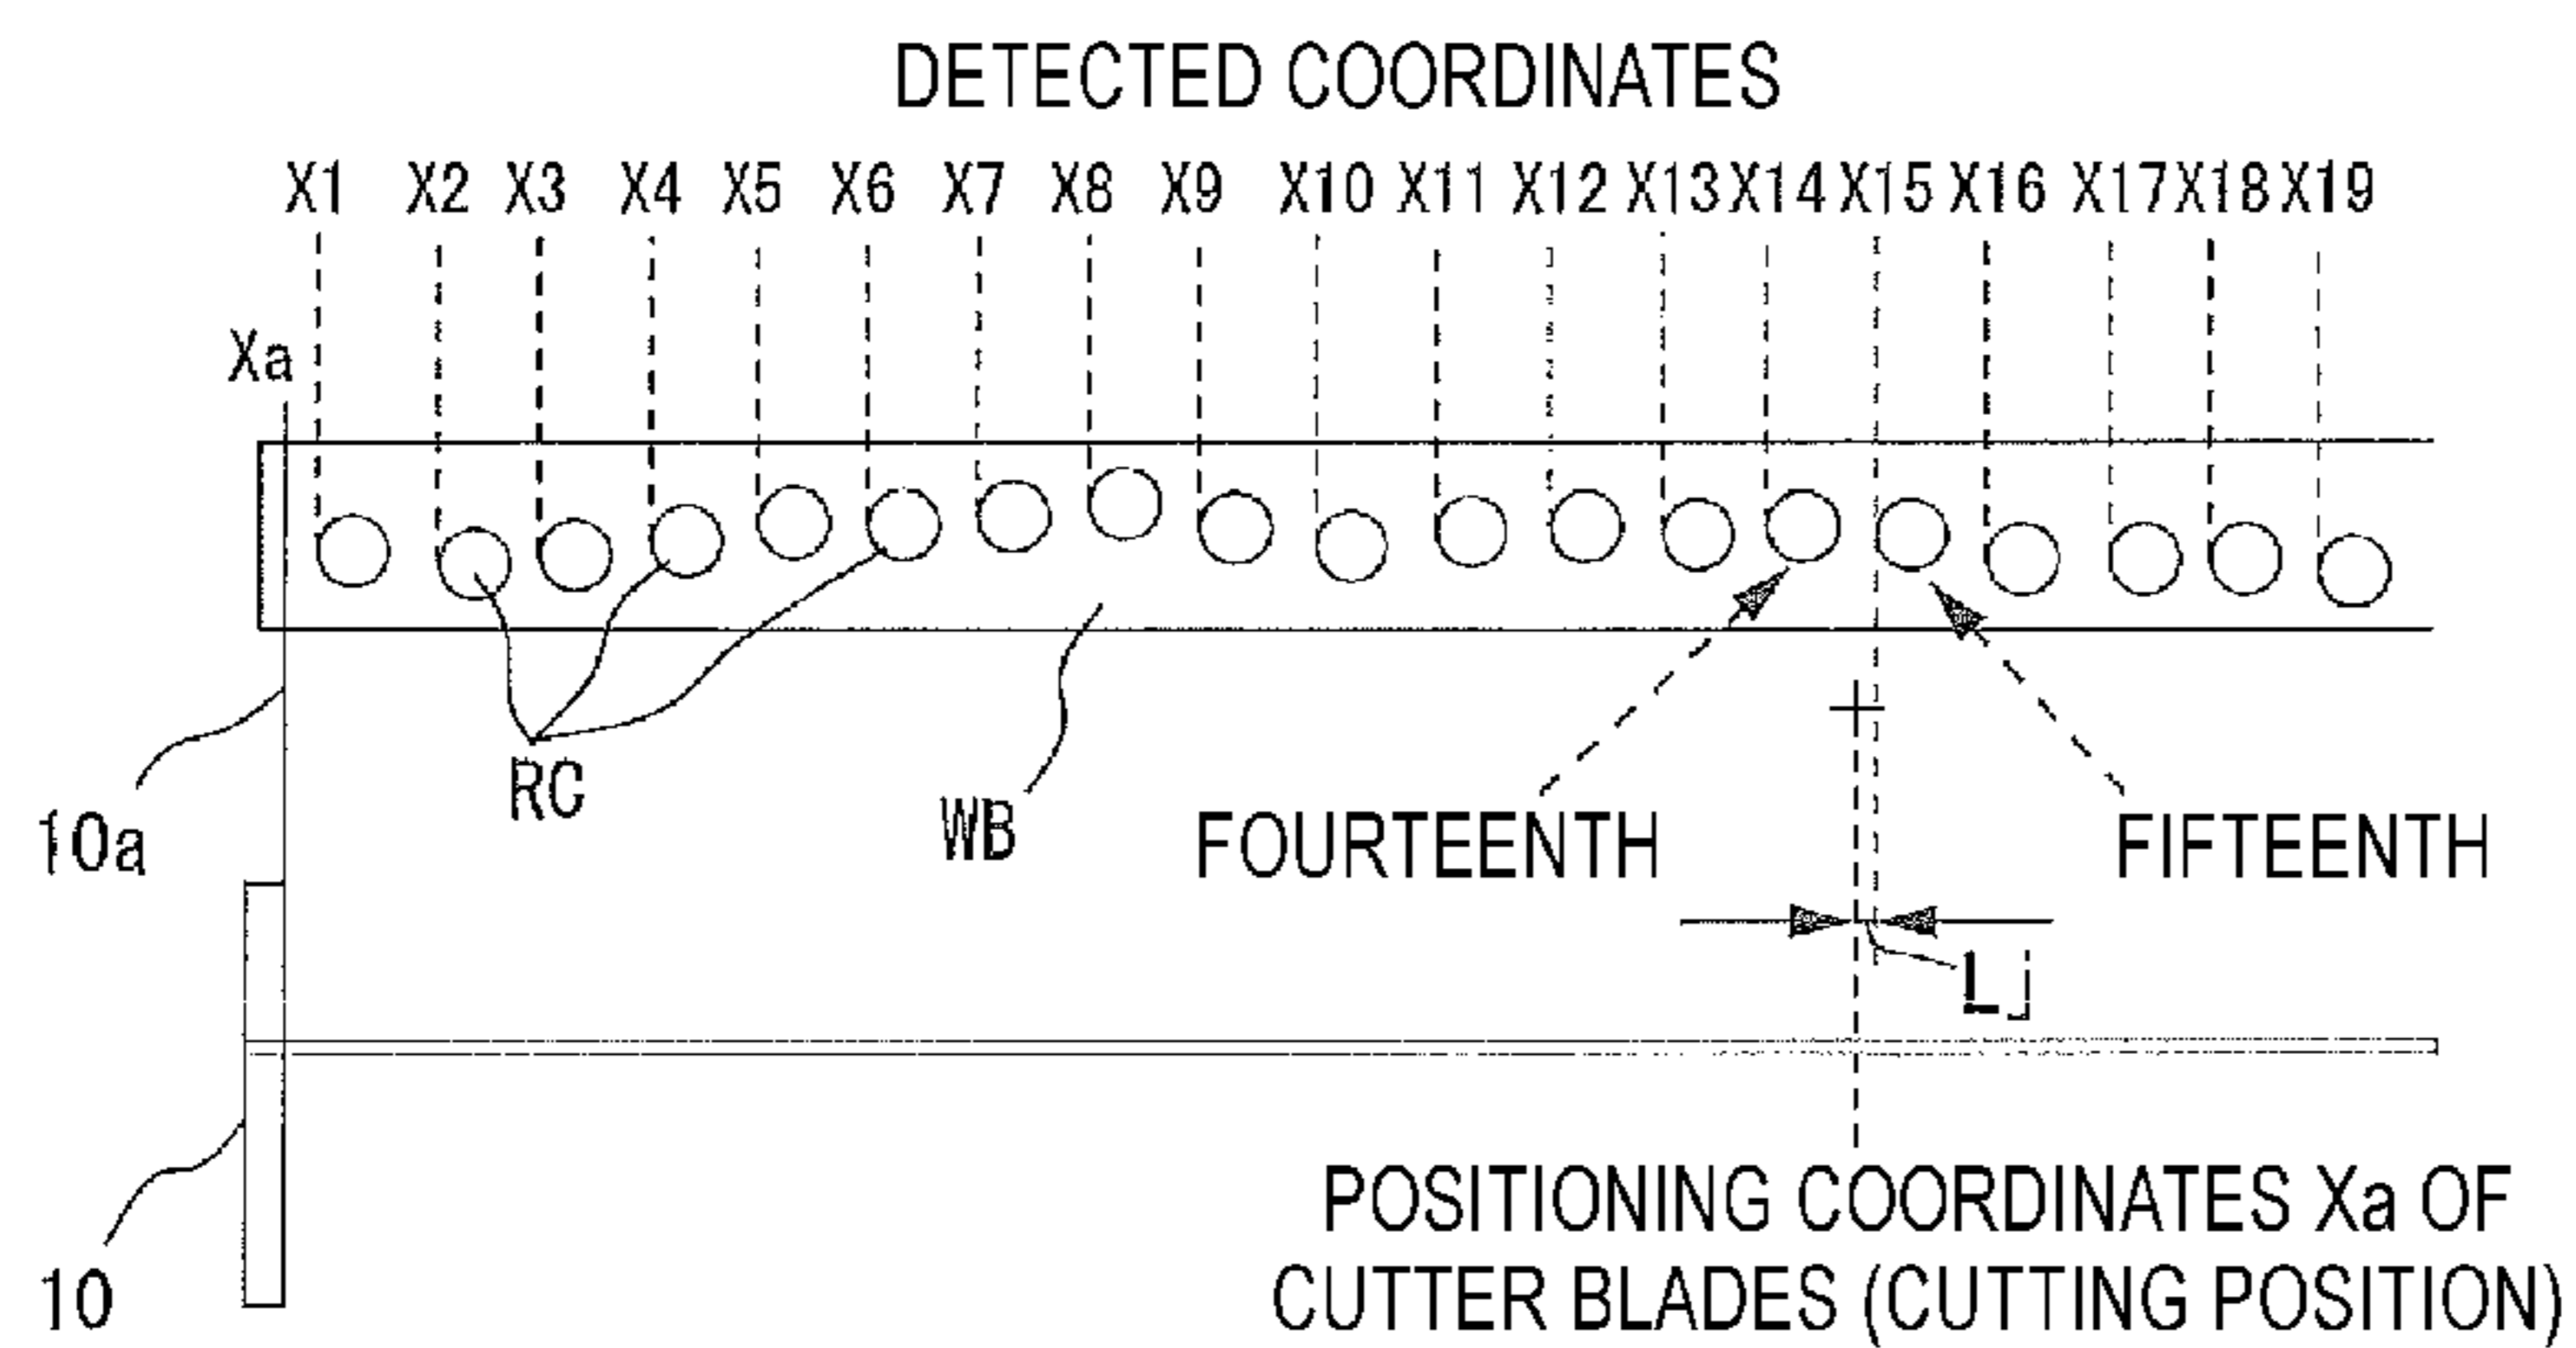 DETECTED COORDINATES
X1 X2 X3 X4 X5 X6 X7 X8 X9 X10 X11 X12 X13 X14 X15 X16 X17 X18 X19
Xa
RC
WB
10a
FOURTEENTH
FIFTEENTH
Lj
10
POSITIONING COORDINATES Xa OF
CUTTER BLADES (CUTTING POSITION)